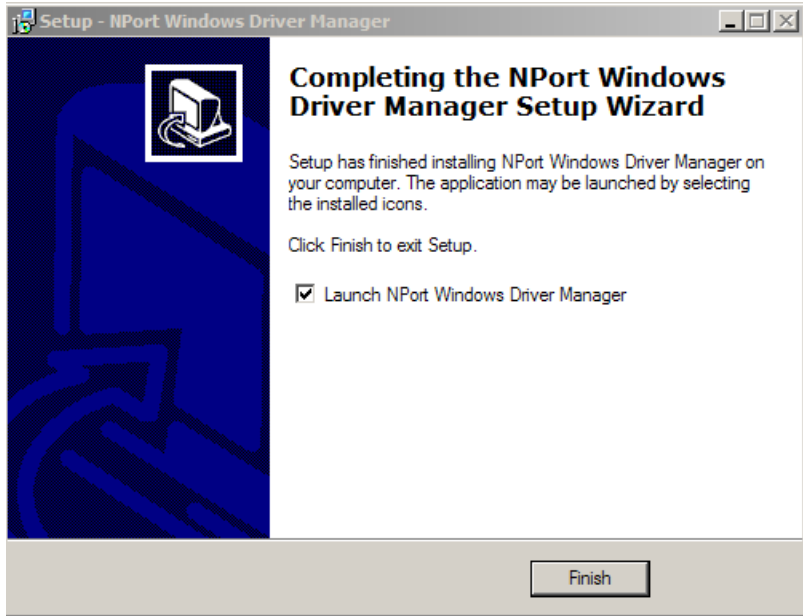 Setup - NPort Windows Driver Manager
Completing the NPort Windows
Driver Manager Setup Wizard
Setup has finished installing NPort Windows Driver Manager on
your computer. The application may be launched by selecting
the installed icons.
Click Finish to exit Setup.
Launch NPort Windows Driver Manager
Finish